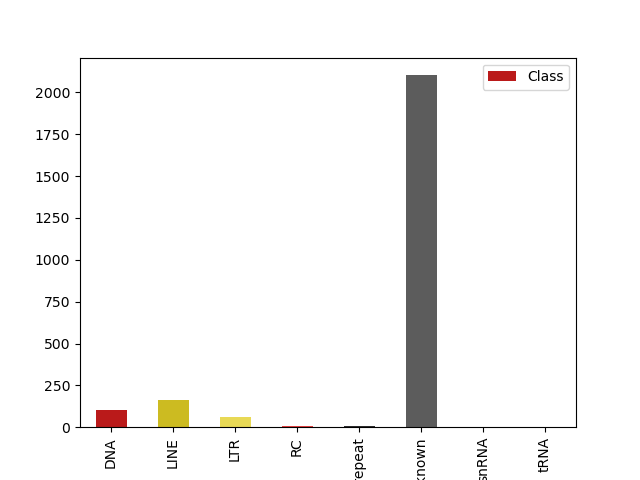 Class
2000
1750
1500
1250
1000
750
500
250
0
DNA
LINE
LTR
RC
repeat
known
snRNA
tRNA